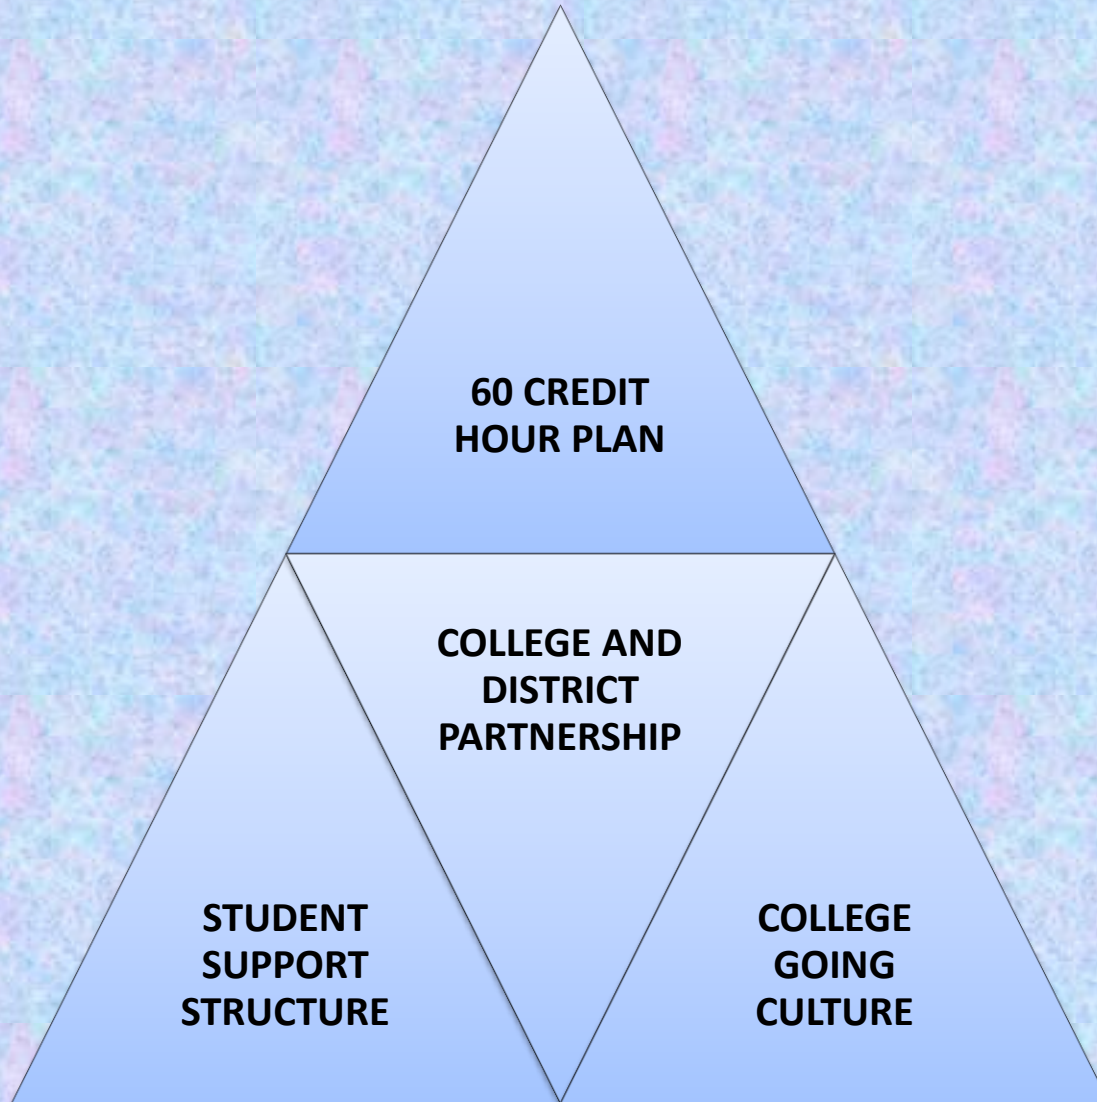 60 CREDIT
HOUR PLAN
COLLEGE AND
DISTRICT
PARTNERSHIP
STUDENT
SUPPORT
STRUCTURE
COLLEGE
GOING
CULTURE